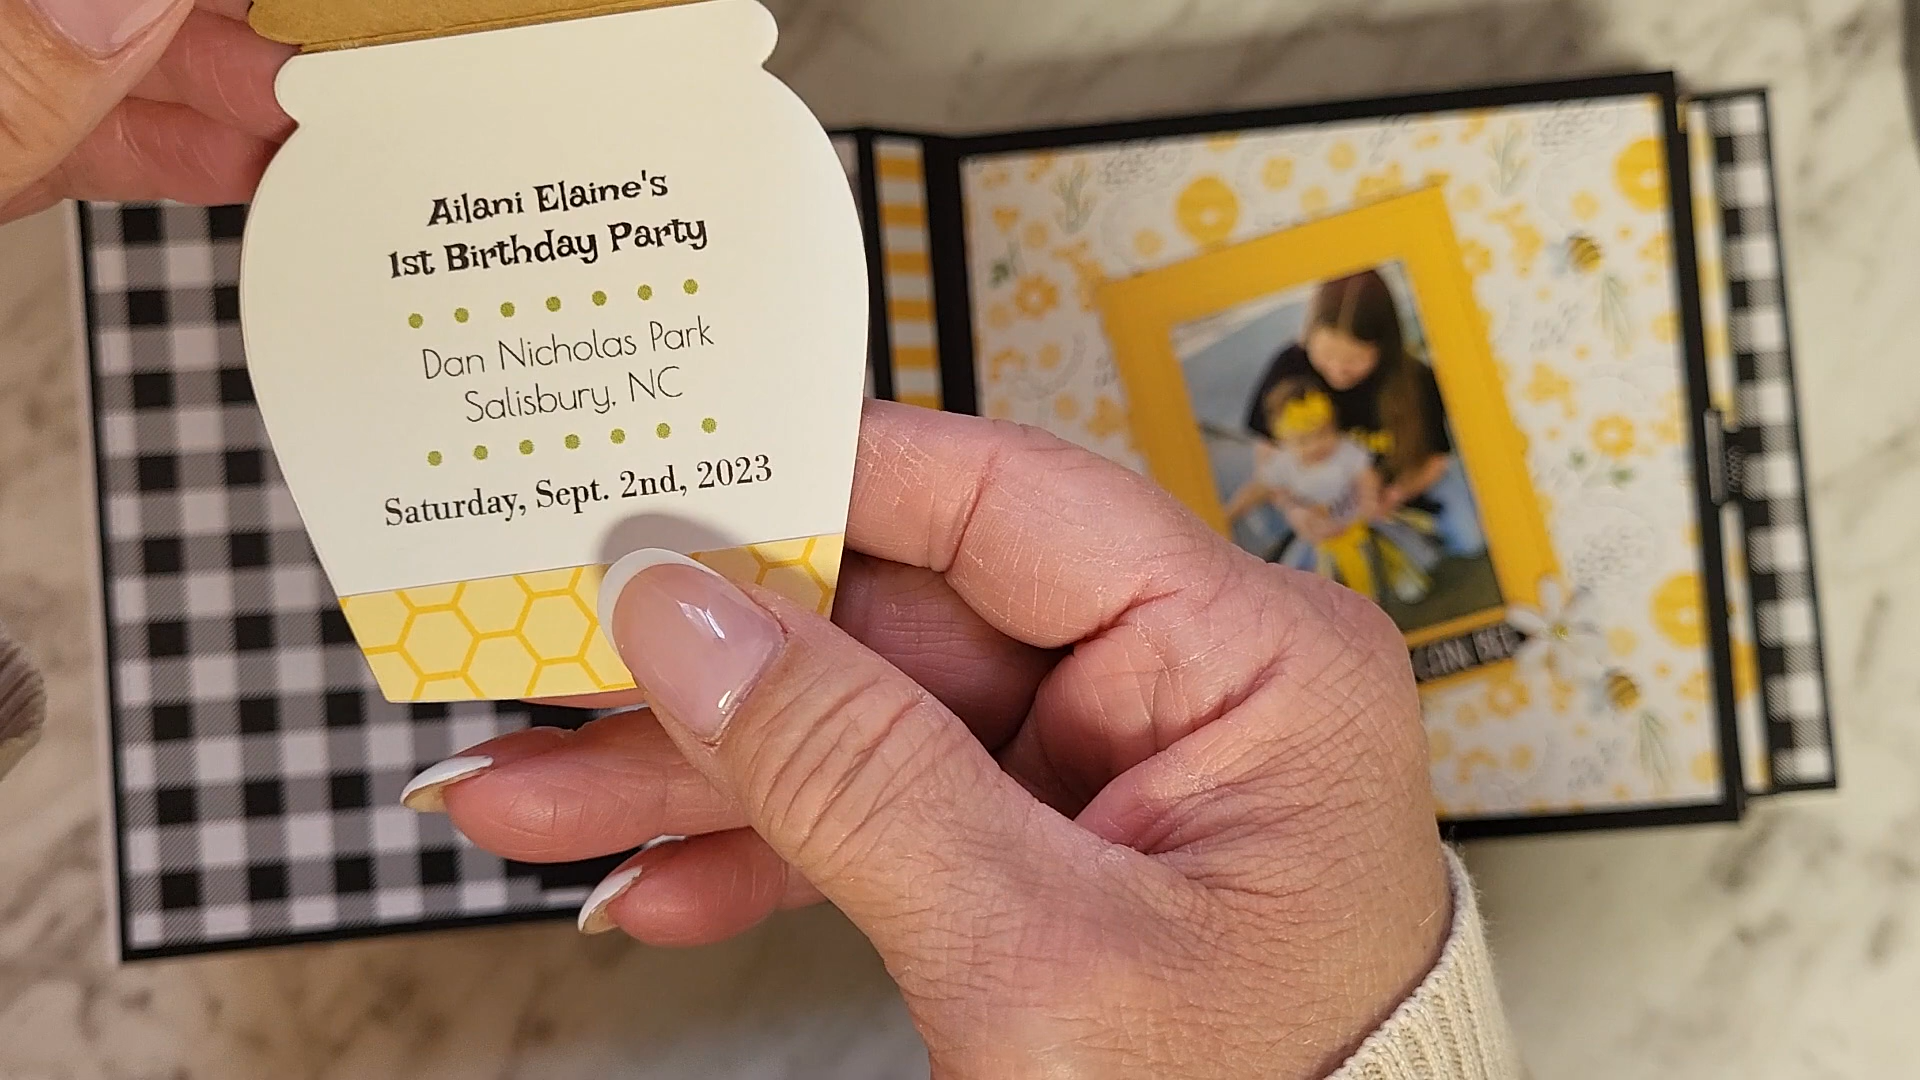 Ailani Elaine's
1st Birthday Party
Dan Nicholas Park
Salisbury, NC
Saturday, Sept. 2nd, 2023